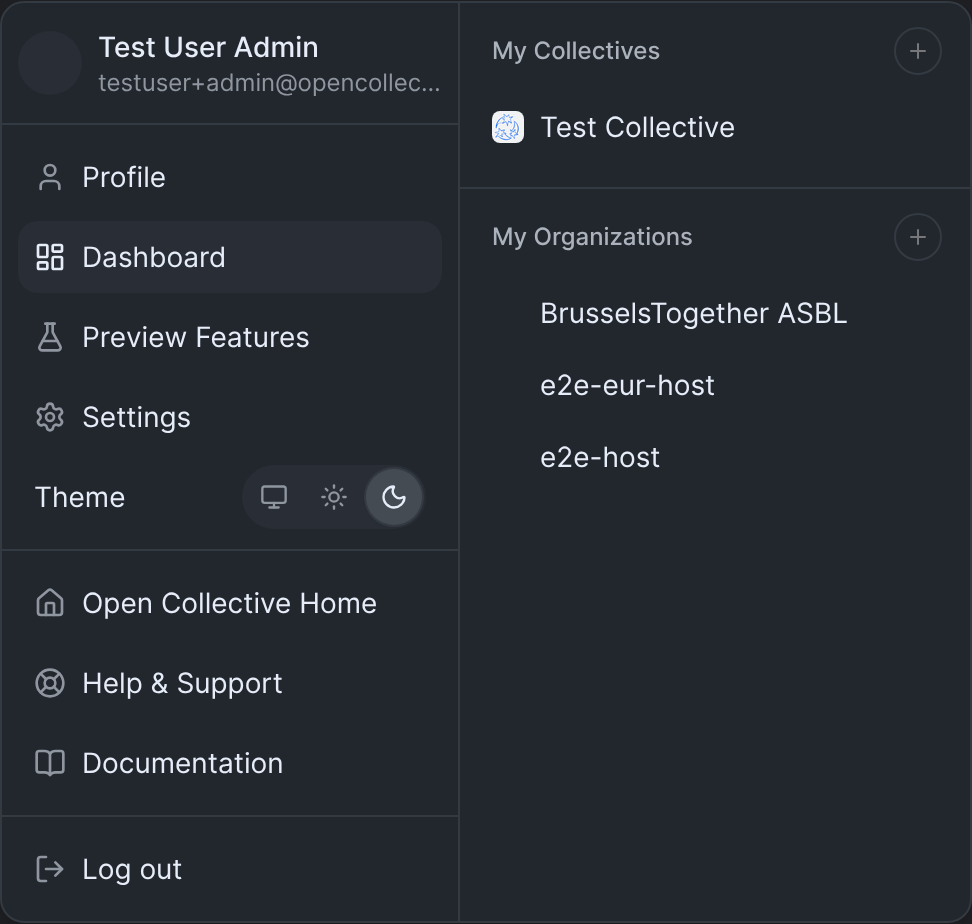 Test User Admin
testuser+admin@opencollec...
Profile
Dashboard
Preview Features
Settings
Theme
Open Collective Home
Help & Support
Documentation
Log out
My Collectives
Test Collective
My Organizations
BrusselsTogether ASBL
e2e-eur-host
e2e-host